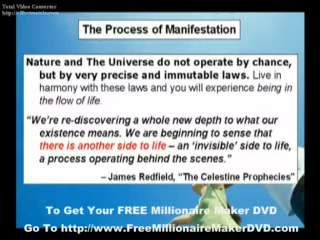 Total Video Converter
The Process of Manifestation
Nature and The Universe do not operate by chance,
but by very precise and immutable laws. Live in
harmony with these laws and you will experience being in
the flow of life.
"We're re-discovering a whole new depth to what our
existence means. We are beginning to sense that
there is another side to life – an 'invisible' side to life,
a process operating behind the scenes."
– James Redfield, "The Celestine Prophecies"
To Get Your FREE Millionaire Maker DVD
Go To http://www.FreeMillionaireMakerDVD.com